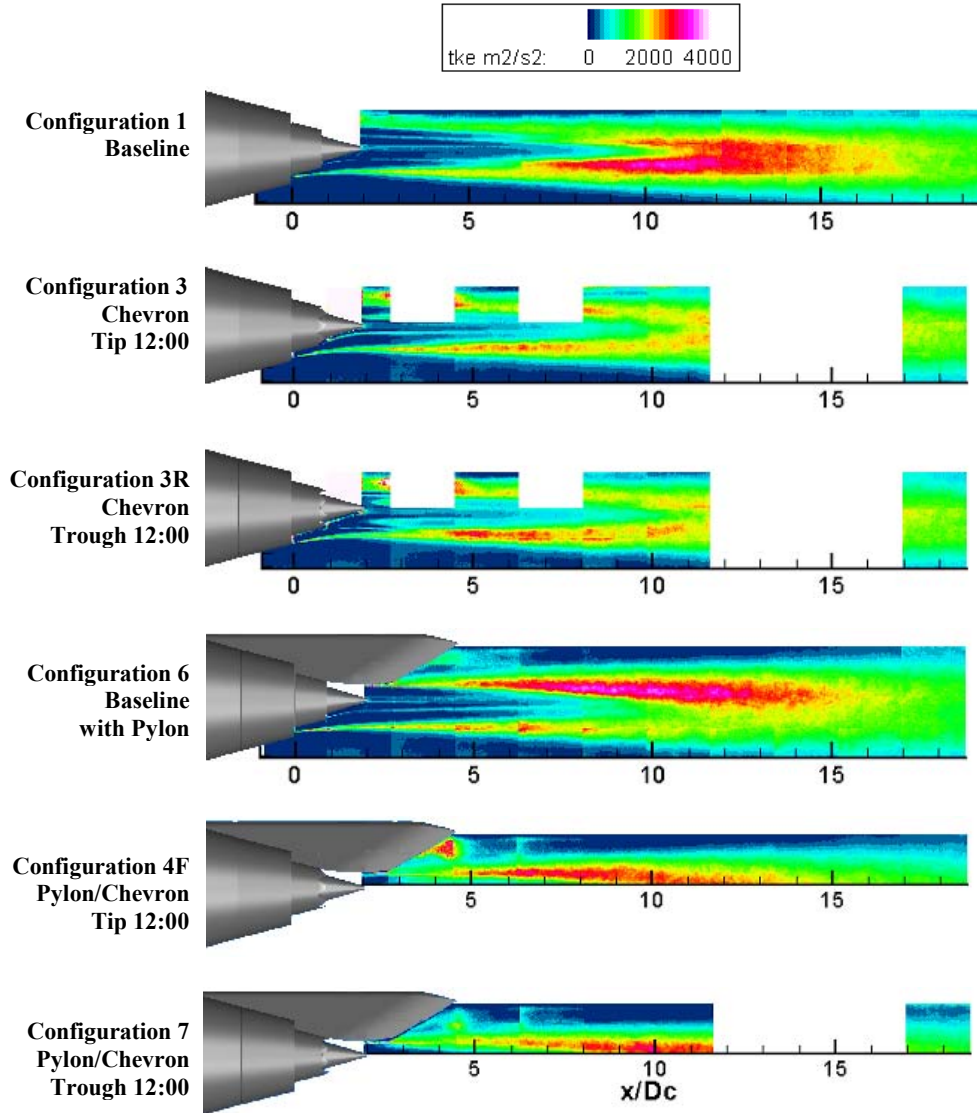 tke m2/s2: 0 2000 4000
Configuration 1
Baseline
0 5 10 15
Configuration 3
Chevron
Tip 12:00
0 5 10 15
Configuration 3R
Chevron
Trough 12:00
0 5 10 15
Configuration 6
Baseline
with Pylon
0 5 10 15
Configuration 4F
Pylon/Chevron
Tip 12:00
5 10 15
Configuration 7
Pylon/Chevron
Trough 12:00
5 10 15
x/Dc